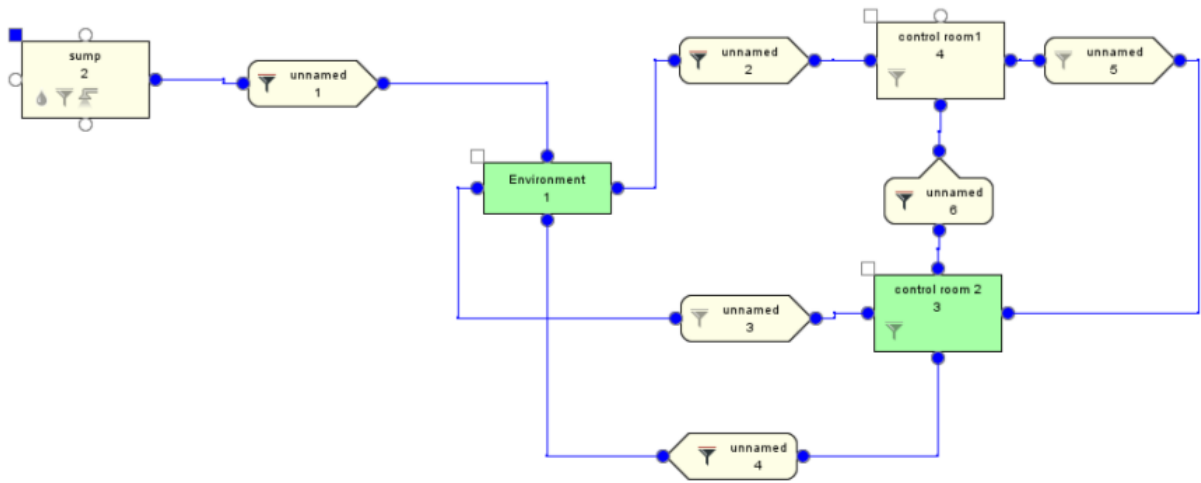 sump
2
unnamed
1
unnamed
2
control room1
4
unnamed
5
Environment
1
unnamed
6
unnamed
3
control room 2
3
unnamed
4